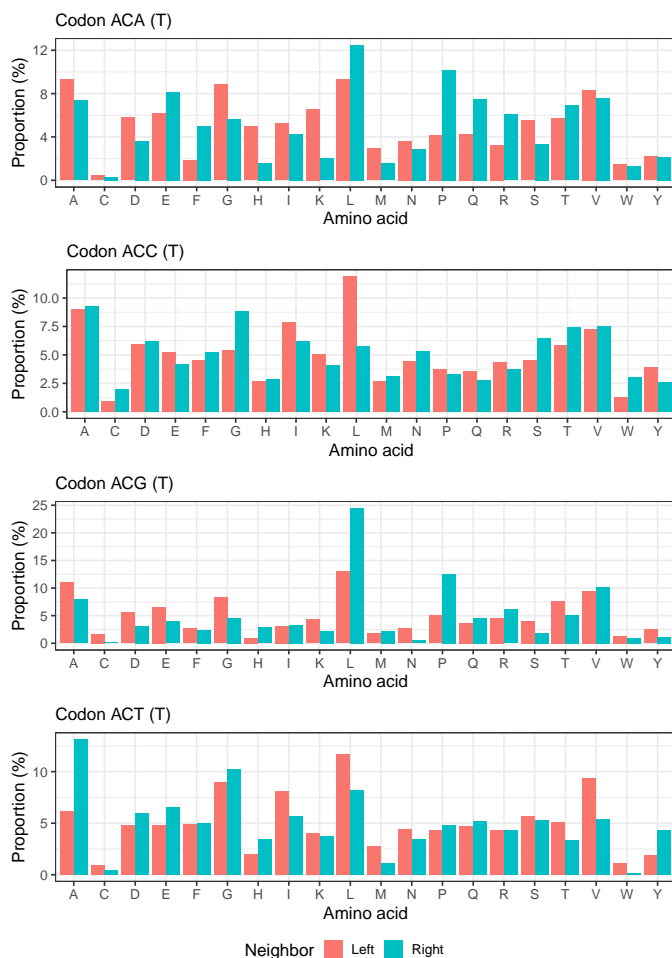 Codon ACA (T)
Proportion (%)
12
8
4
0
A C D E F G H I K L M N P Q R S T V W Y
Amino acid
Codon ACC (T)
Proportion (%)
10.0
7.5
5.0
2.5
0.0
A C D E F G H I K L M N P Q R S T V W Y
Amino acid
Codon ACG (T)
Proportion (%)
25
20
15
10
5
0
A C D E F G H I K L M N P Q R S T V W Y
Amino acid
Codon ACT (T)
Proportion (%)
10
5
0
A C D E F G H I K L M N P Q R S T V W Y
Amino acid
Neighbor Left Right